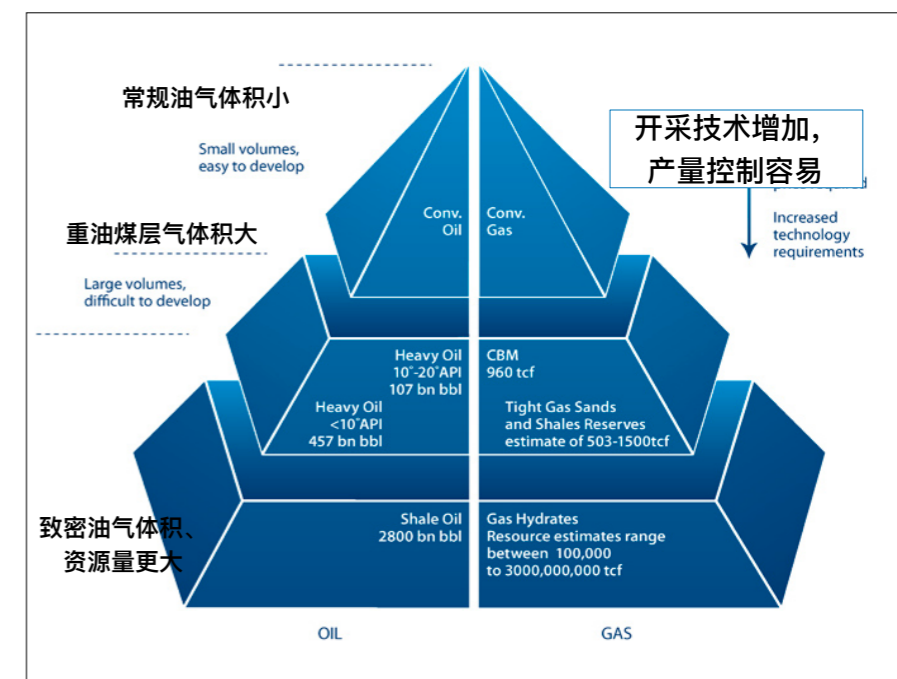 常规油气体积小
Small volumes,
easy to develop
开采技术增加，
产量控制容易
Increased
technology
requirements
Conv.
Oil
Conv.
Gas
重油煤层气体积大
Large volumes,
difficult to develop
Heavy Oil
10˚-20˚API
107 bn bbl
Heavy Oil
<10˚API
457 bn bbl
CBM
960 tcf
Tight Gas Sands
and Shales Reserves
estimate of 503-1500tcf
致密油气体积、
资源量更大
Shale Oil
2800 bn bbl
Gas Hydrates
Resource estimates range
between 100,000
to 3000,000,000 tcf
OIL
GAS